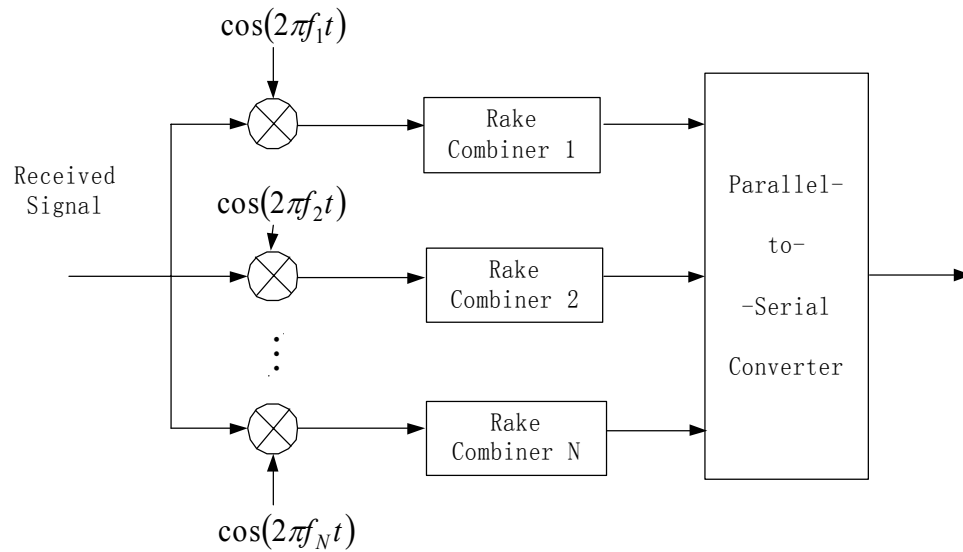 cos(2πf₁t)
Rake
Combiner 1
Received
Signal
cos(2πf₂t)
Rake
Combiner 2
Parallel-
to-
-Serial
Converter
⋮
Rake
Combiner N
cos(2πf_Nt)